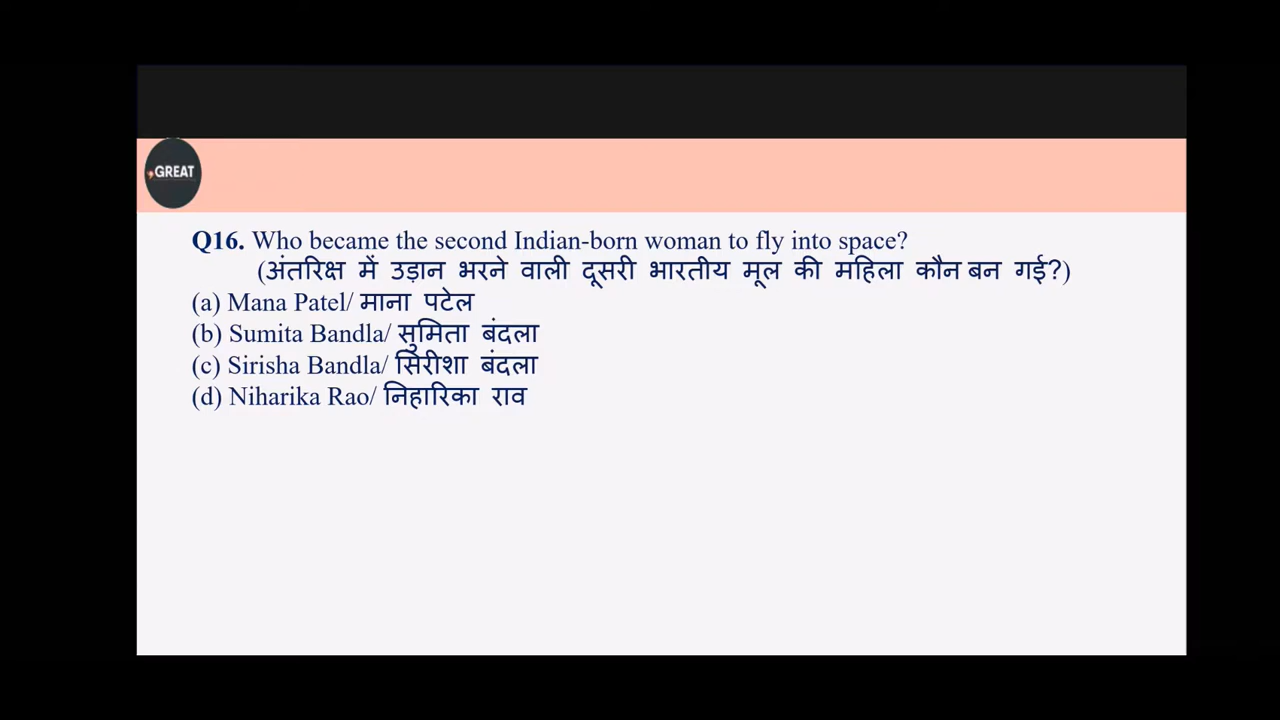 GREAT
Q16. Who became the second Indian-born woman to fly into space?
(अंतरिक्ष में उड़ान भरने वाली दूसरी भारतीय मूल की महिला कौन बन गई?)
(a) Mana Patel/ माना पटेल
(b) Sumita Bandla/ सुमिता बंदला
(c) Sirisha Bandla/ सिरीशा बंदला
(d) Niharika Rao/ निहारिका राव